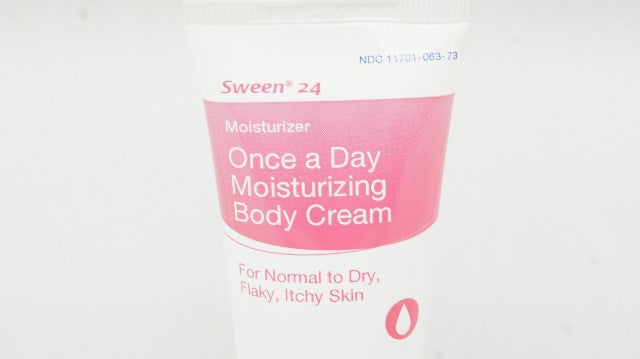 NDC 11701-063-73
Sween® 24
Moisturizer
Once a Day
Moisturizing
Body Cream
For Normal to Dry,
Flaky, Itchy Skin